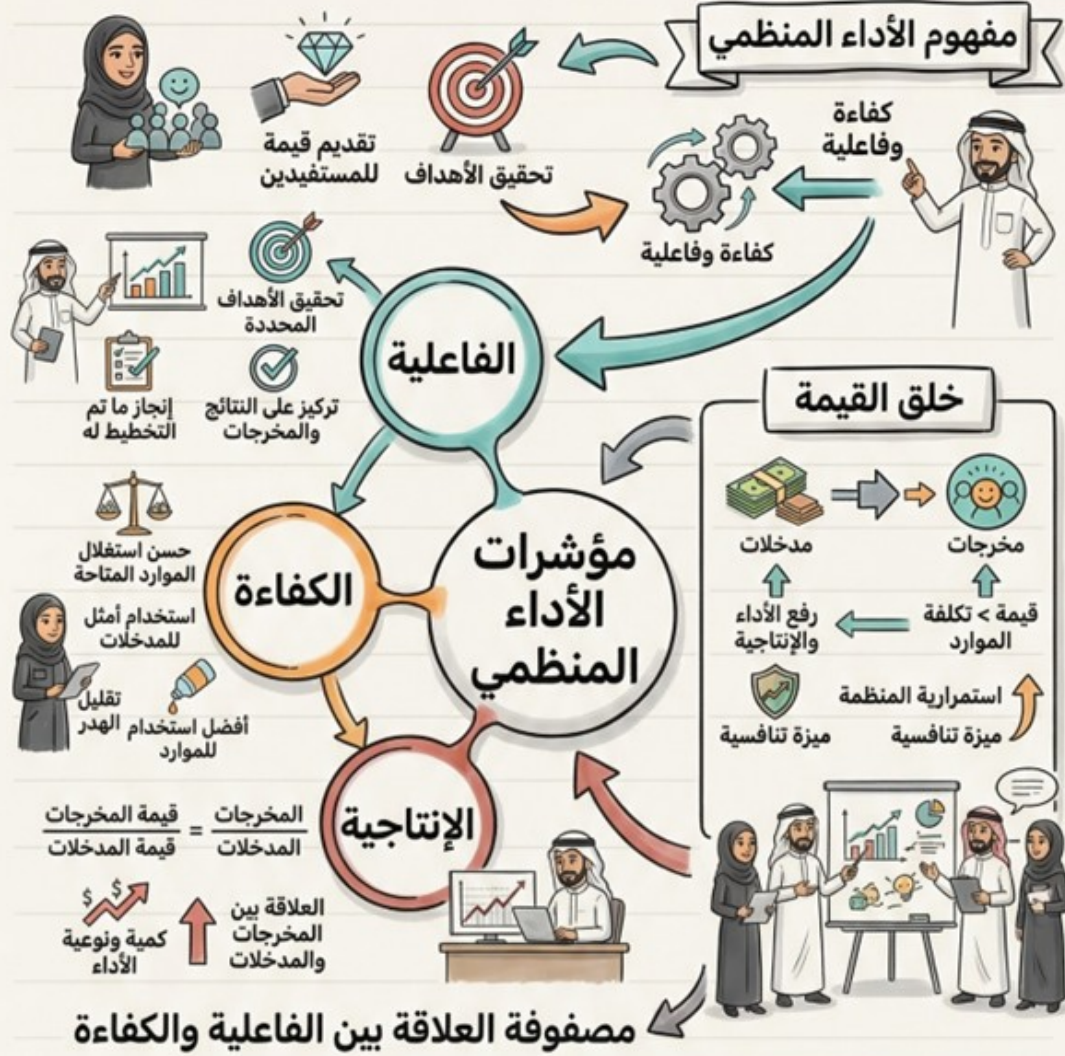 مفهوم الأداء المنظمي
كفاءة
وفاعلية
تحقيق الأهداف
تقديم قيمة
للمستفيدين
كفاءة وفاعلية
الفاعلية
تحقيق الأهداف
المحددة
تركيز على النتائج
والمخرجات
إنجاز ما تم
التخطيط له
خلق القيمة
مدخلات
مخرجات
قيمة > تكلفة
الموارد
رفع الأداء
والإنتاجية
استمرارية المنظمة
ميزة تنافسية
ميزة تنافسية
مؤشرات
الأداء
المنظمي
الكفاءة
حسن استغلال
الموارد المتاحة
استخدام أمثل
للمدخلات
تقليل
الهدر
أفضل استخدام
للموارد
الإنتاجية
المخرجات = قيمة المخرجات
المدخلات قيمة المدخلات
العلاقة بين
المخرجات
والمدخلات
$ $
كمية ونوعية
الأداء
مصفوفة العلاقة بين الفاعلية والكفاءة